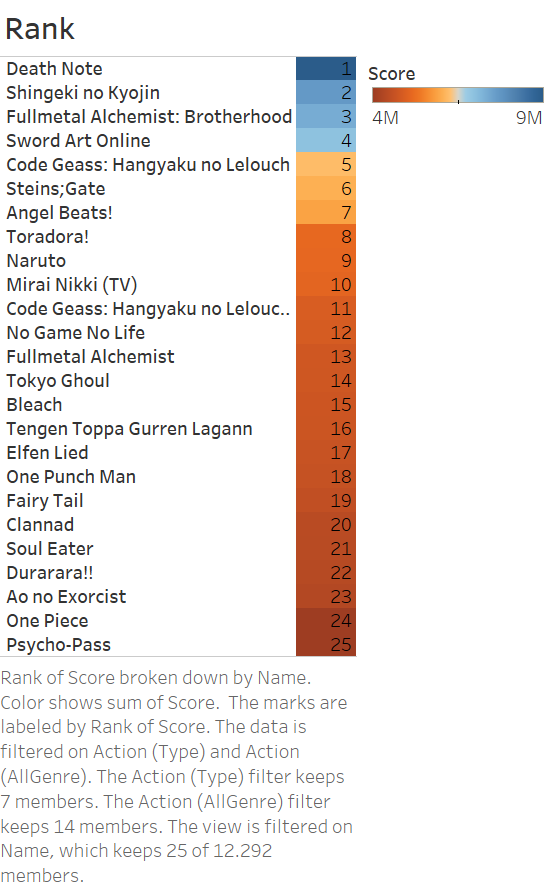 Rank
Death Note 1
Shingeki no Kyojin 2
Fullmetal Alchemist: Brotherhood 3
Sword Art Online 4
Code Geass: Hangyaku no Lelouch 5
Steins;Gate 6
Angel Beats! 7
Toradora! 8
Naruto 9
Mirai Nikki (TV) 10
Code Geass: Hangyaku no Lelouc.. 11
No Game No Life 12
Fullmetal Alchemist 13
Tokyo Ghoul 14
Bleach 15
Tengen Toppa Gurren Lagann 16
Elfen Lied 17
One Punch Man 18
Fairy Tail 19
Clannad 20
Soul Eater 21
Durarara!! 22
Ao no Exorcist 23
One Piece 24
Psycho-Pass 25
Score
4M 9M
Rank of Score broken down by Name.
Color shows sum of Score.  The marks are
labeled by Rank of Score. The data is
filtered on Action (Type) and Action
(AllGenre). The Action (Type) filter keeps
7 members. The Action (AllGenre) filter
keeps 14 members. The view is filtered on
Name, which keeps 25 of 12.292
members.